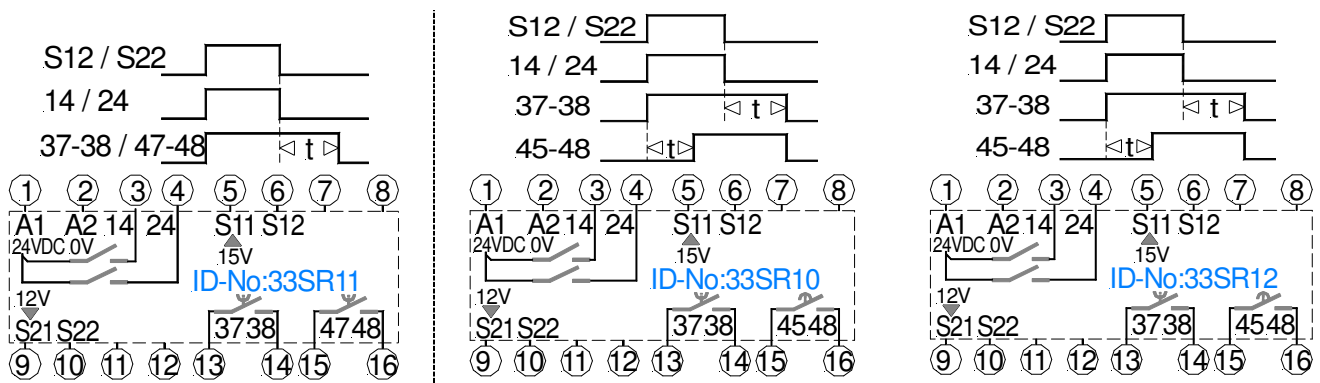 S12 / S22
14 / 24
37-38 / 47-48
t
1 2 3 4 5 6 7 8
A1 A2 14 24 S11 S12
24VDC 0V
15V
ID-No:33SR11
12V
S21 S22
37 38 47 48
9 10 11 12 13 14 15 16
S12 / S22
14 / 24
37-38
t
45-48
t
1 2 3 4 5 6 7 8
A1 A2 14 24 S11 S12
24VDC 0V
15V
ID-No:33SR10
12V
S21 S22
37 38 45 48
9 10 11 12 13 14 15 16
S12 / S22
14 / 24
37-38
t
45-48
t
1 2 3 4 5 6 7 8
A1 A2 14 24 S11 S12
24VDC 0V
15V
ID-No:33SR12
12V
S21 S22
37 38 45 48
9 10 11 12 13 14 15 16